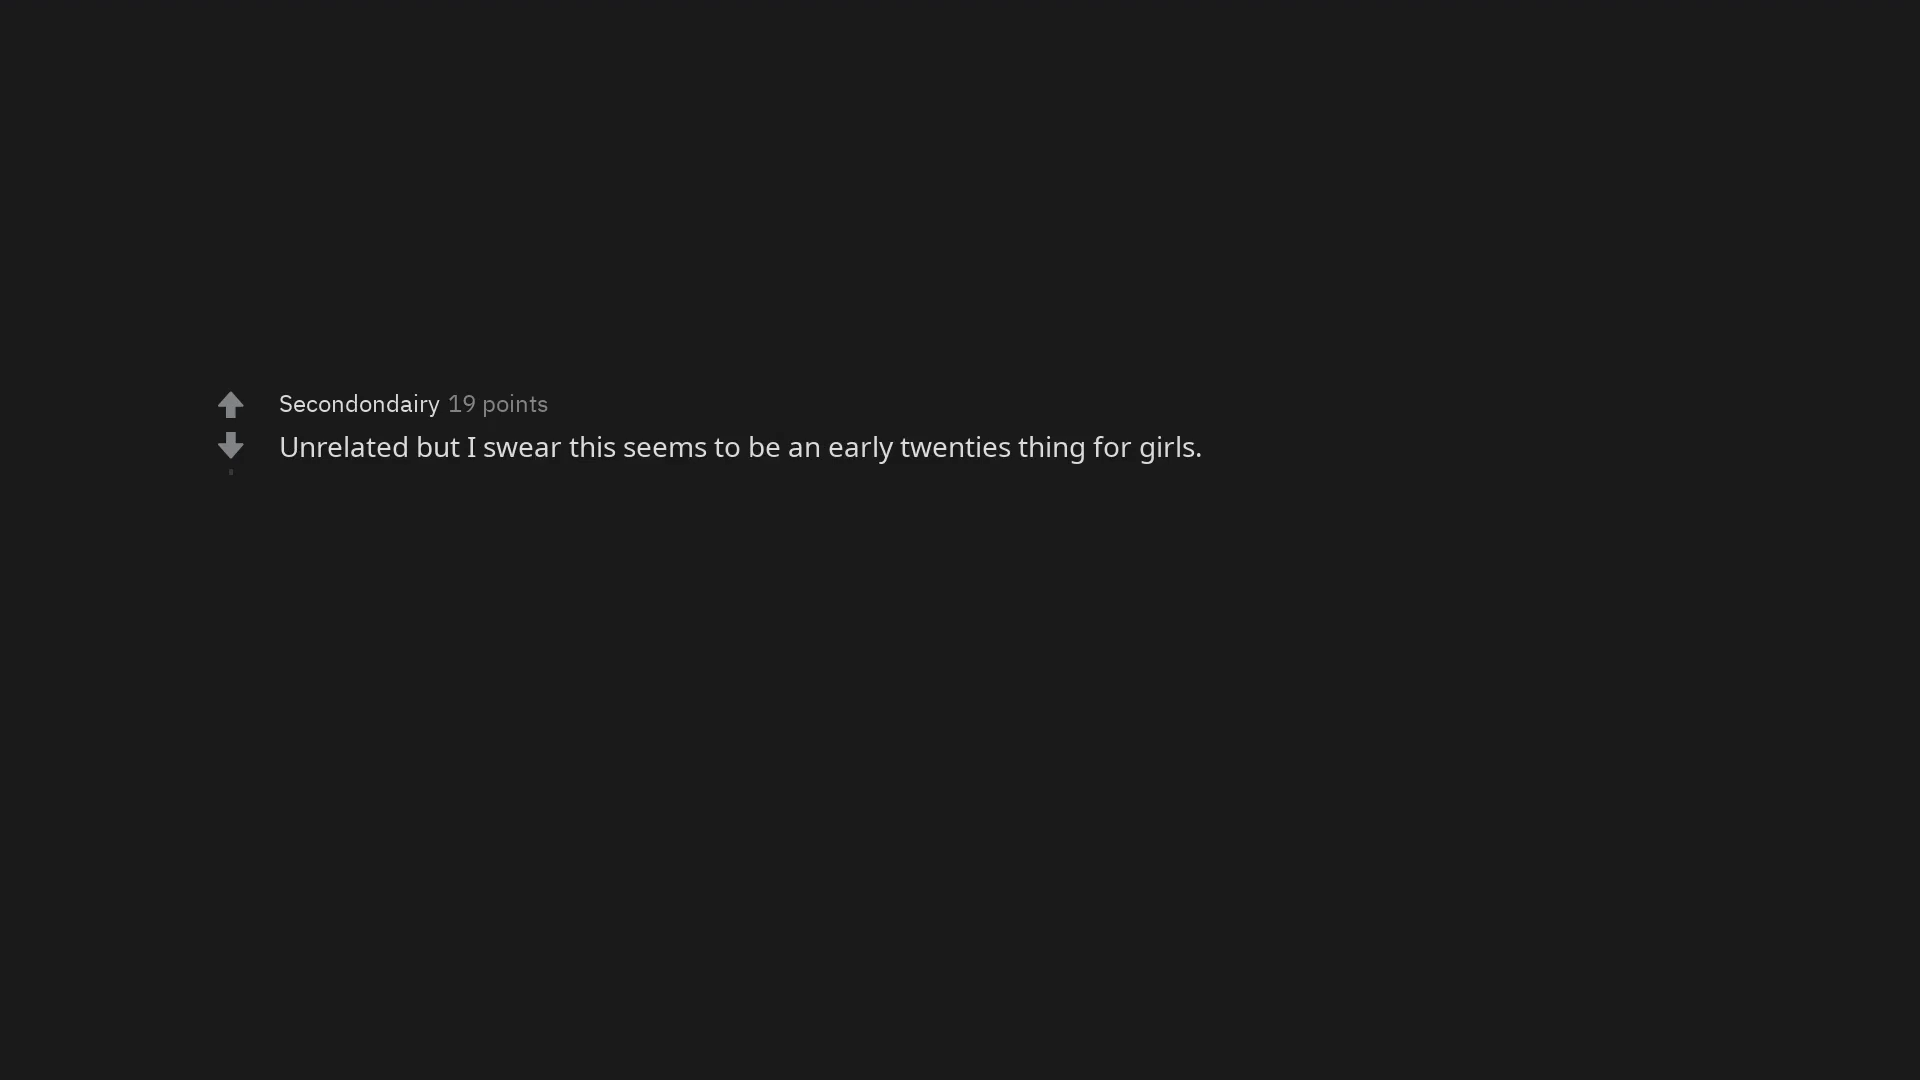 Secondondairy 19 points
Unrelated but I swear this seems to be an early twenties thing for girls.